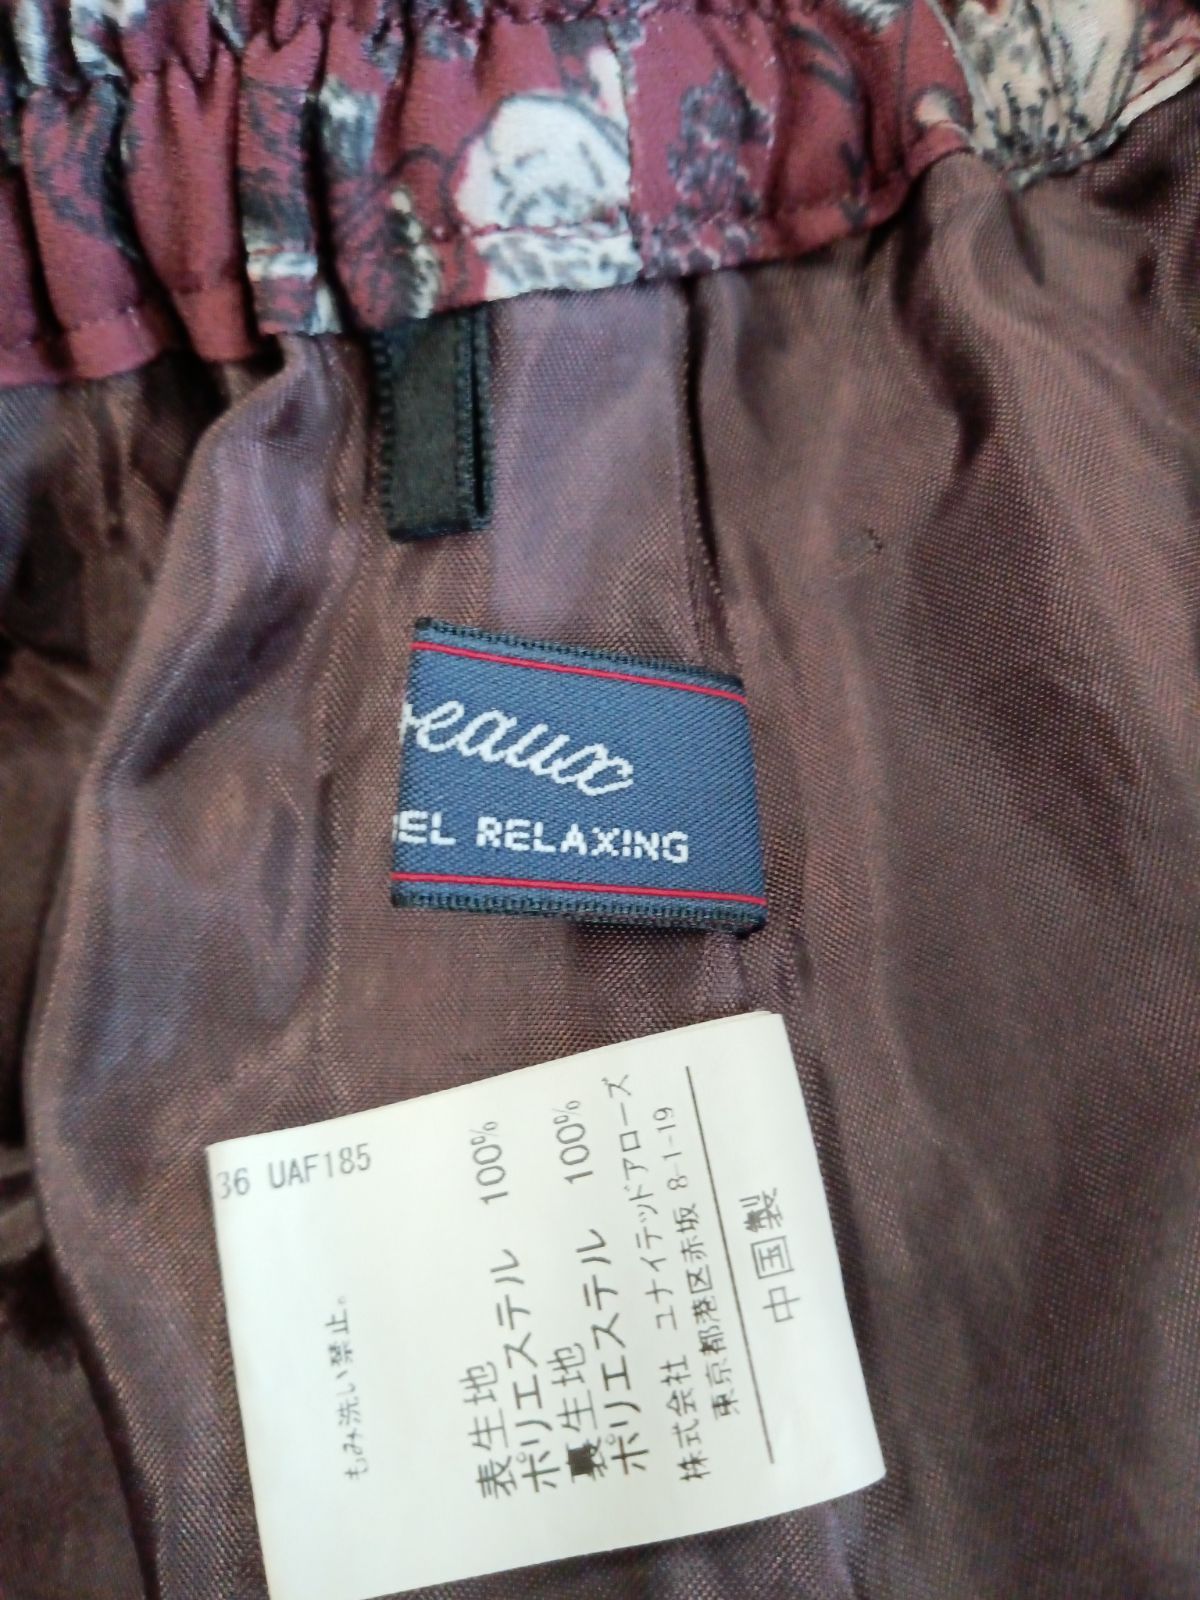 reaux
EL RELAXING
36 UAF185
もみ洗い禁止。
表生地
ポリエステル 100%
裏生地
ポリエステル 100%
株式会社 ユナイテッドアローズ
東京都港区赤坂 8-1-19
中国製